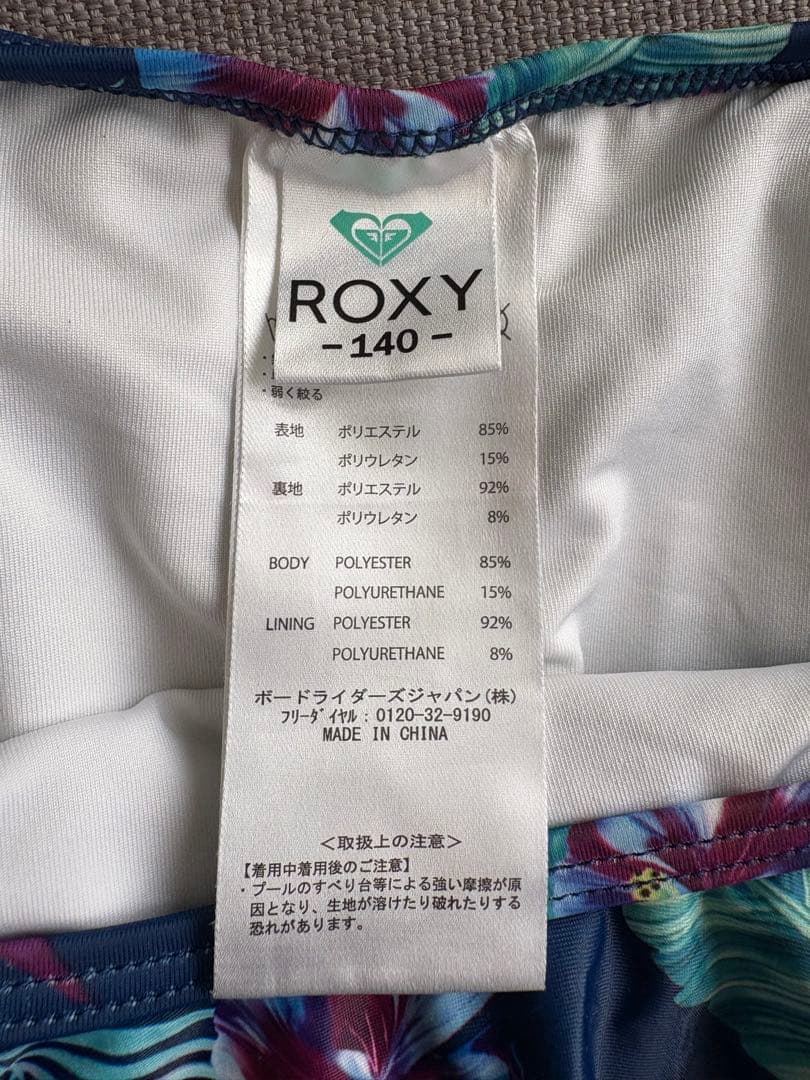 ROXY
-140-
・弱く絞る
表地 ポリエステル 85%
ポリウレタン 15%
裏地 ポリエステル 92%
ポリウレタン 8%
BODY POLYESTER 85%
POLYURETHANE 15%
LINING POLYESTER 92%
POLYURETHANE 8%
ボードライダーズジャパン(株)
フリーダイヤル：0120-32-9190
MADE IN CHINA
＜取扱上の注意＞
【着用中着用後のご注意】
・プールのすべり台等による強い摩擦が原
因となり、生地が溶けたり破れたりする
恐れがあります。